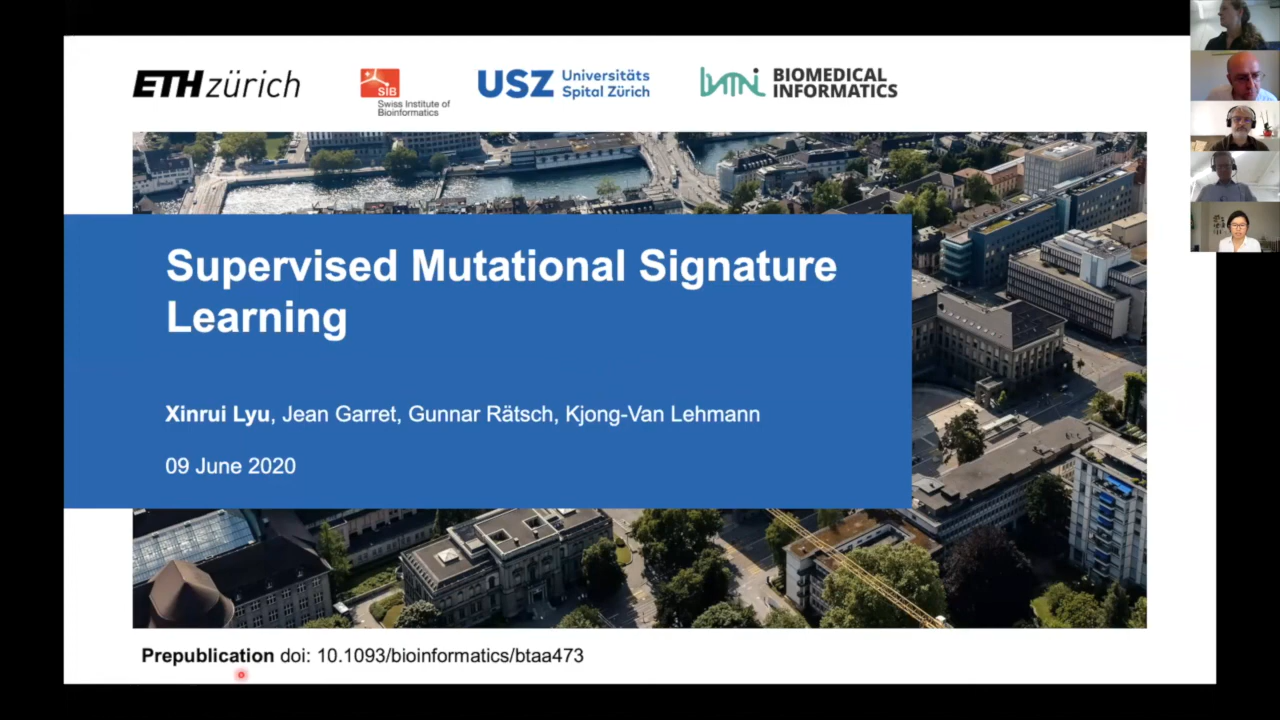 ETH zürich
SIB
Swiss Institute of
Bioinformatics
USZ Universitäts
Spital Zürich
BIOMEDICAL
INFORMATICS
Supervised Mutational Signature
Learning
Xinrui Lyu, Jean Garret, Gunnar Rätsch, Kjong-Van Lehmann
09 June 2020
Prepublication doi: 10.1093/bioinformatics/btaa473